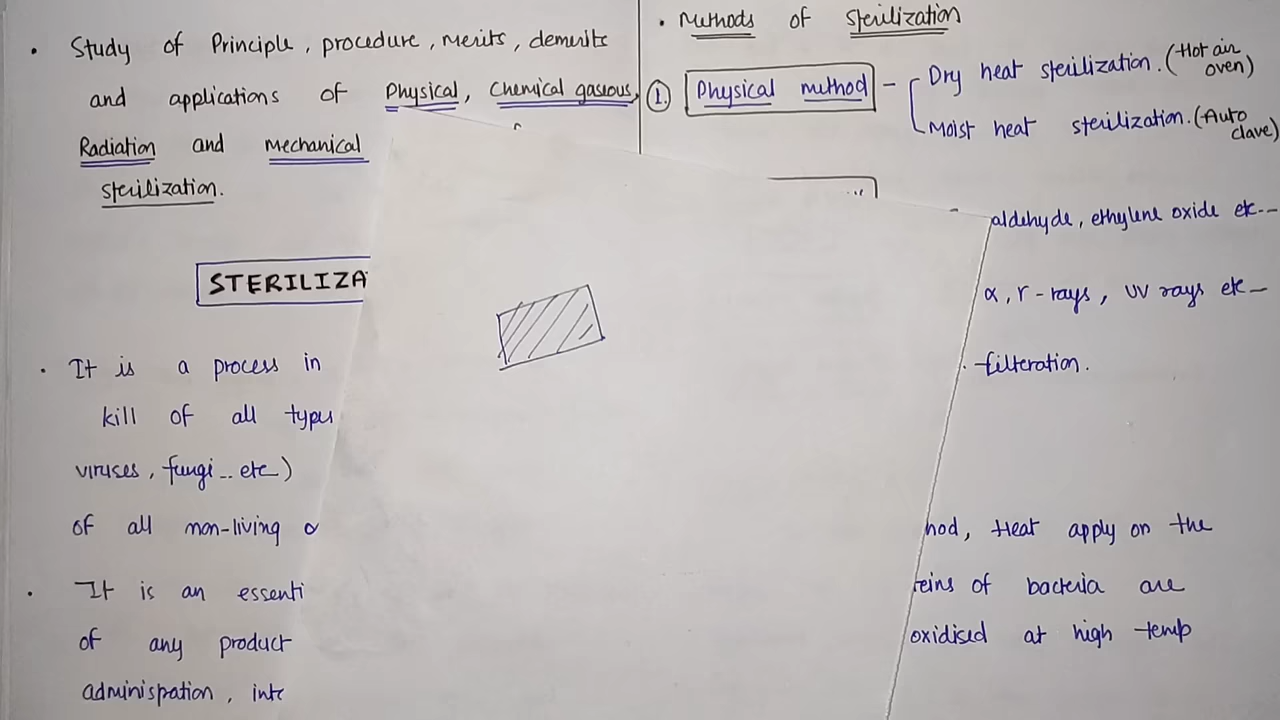 . Study of Principle, procedure, merits, demerits
and applications of Physical, Chemical gaseous,
Radiation and mechanical
sterilization.
STERILIZA
. It is a process in
kill of all types
viruses, fungi .. etc)
of all non-living
. It is an essenti
of any product
administpation, inte
. Methods of Sterilization
1. Physical method - Dry heat sterilization. (Hot air oven)
Moist heat sterilization. (Auto clave)
aldehyde, ethylene oxide etc--
α, r-rays, UV rays etc-
. filteration.
hod, Heat apply on the
teins of bacteria are
oxidised at high temp